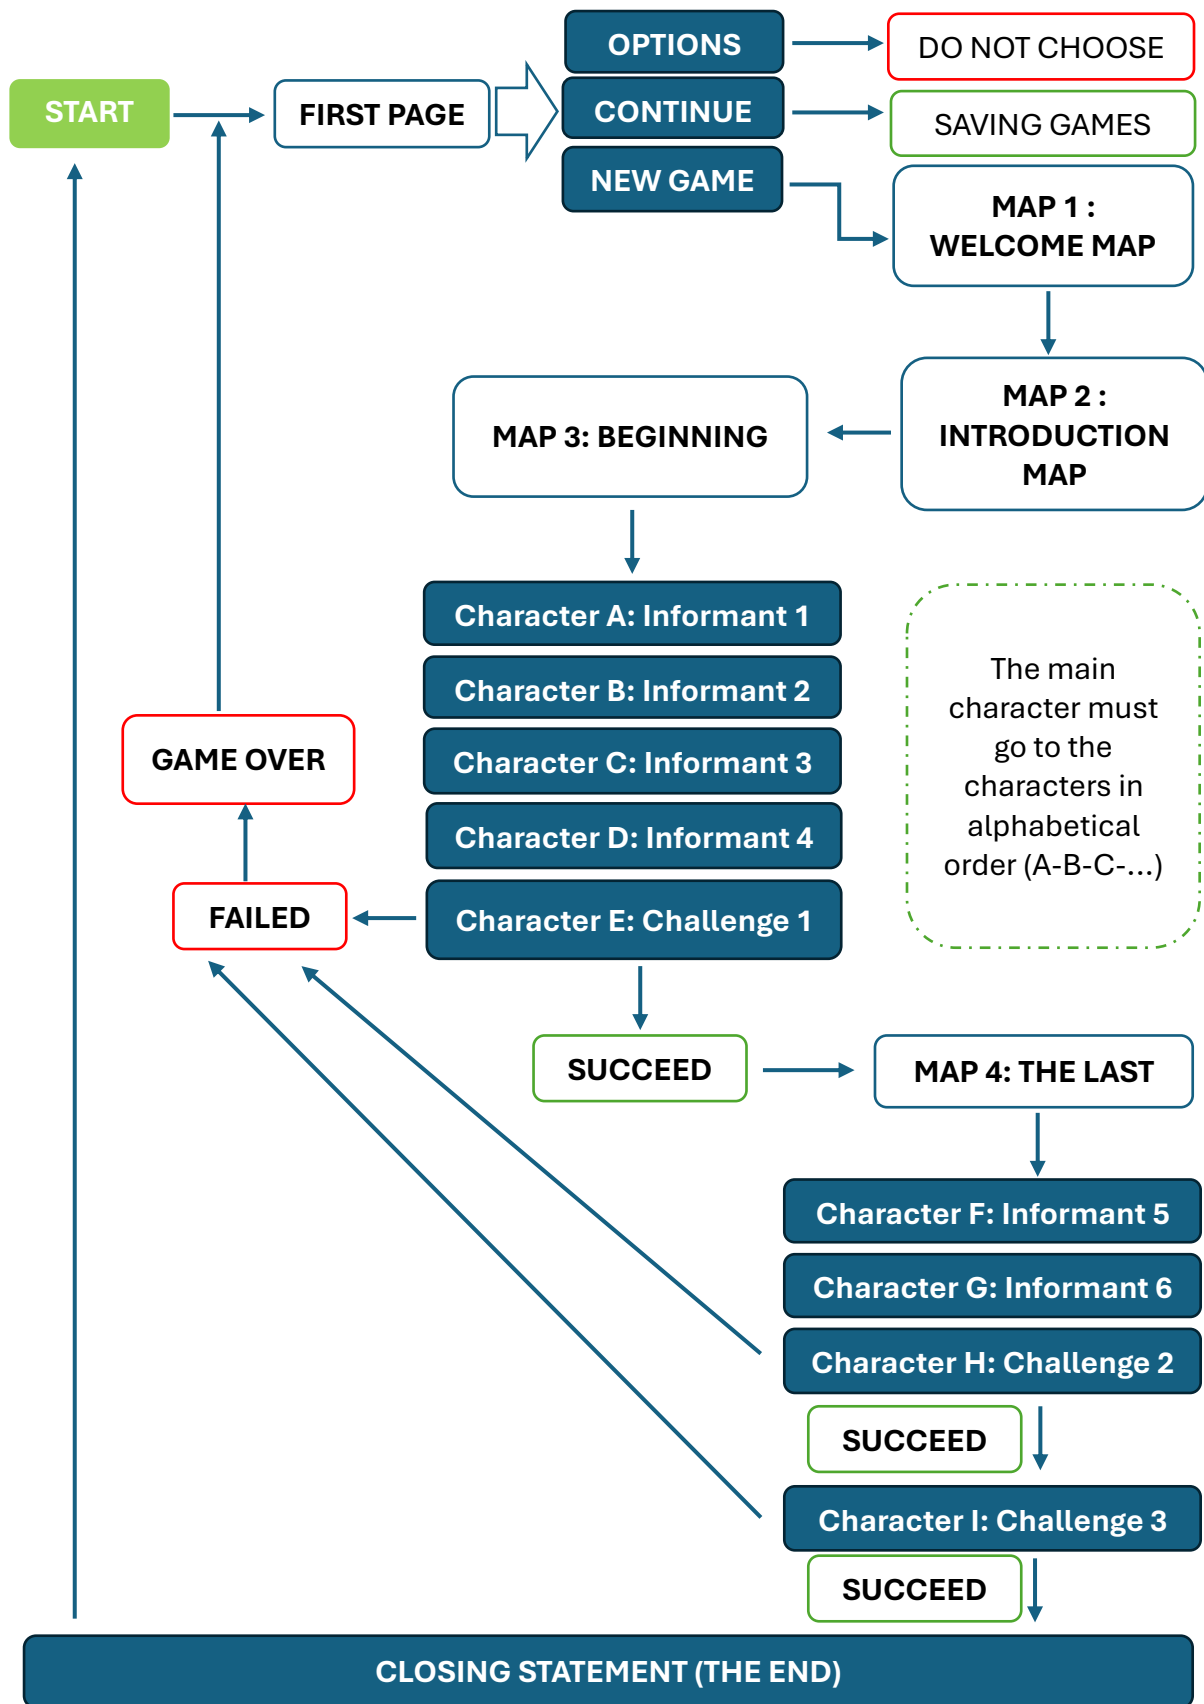 START
FIRST PAGE
OPTIONS
CONTINUE
NEW GAME
DO NOT CHOOSE
SAVING GAMES
MAP 1 :
WELCOME MAP
MAP 2 :
INTRODUCTION
MAP
MAP 3: BEGINNING
Character A: Informant 1
Character B: Informant 2
Character C: Informant 3
Character D: Informant 4
Character E: Challenge 1
The main
character must
go to the
characters in
alphabetical
order (A-B-C-...)
GAME OVER
FAILED
SUCCEED
MAP 4: THE LAST
Character F: Informant 5
Character G: Informant 6
Character H: Challenge 2
SUCCEED
Character I: Challenge 3
SUCCEED
CLOSING STATEMENT (THE END)